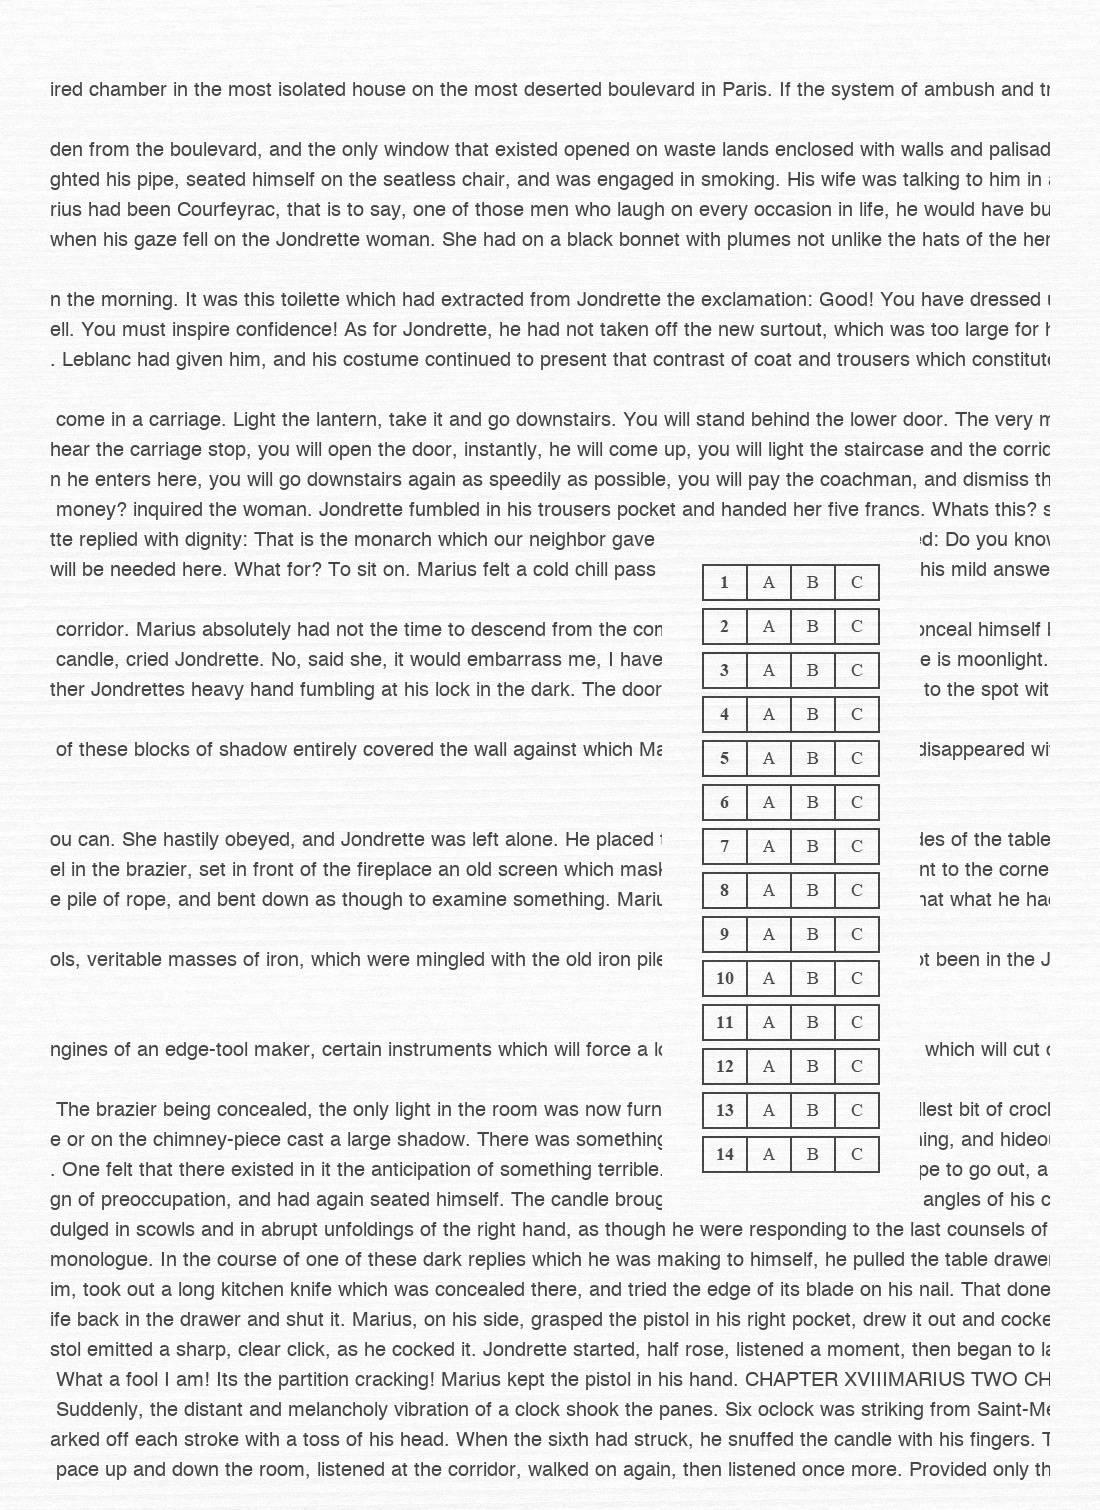 ired chamber in the most isolated house on the most deserted boulevard in Paris. If the system of ambush and tr
den from the boulevard, and the only window that existed opened on waste lands enclosed with walls and palisad
ghted his pipe, seated himself on the seatless chair, and was engaged in smoking. His wife was talking to him in
rius had been Courfeyrac, that is to say, one of those men who laugh on every occasion in life, he would have bu
when his gaze fell on the Jondrette woman. She had on a black bonnet with plumes not unlike the hats of the her
n the morning. It was this toilette which had extracted from Jondrette the exclamation: Good! You have dressed
ell. You must inspire confidence! As for Jondrette, he had not taken off the new surtout, which was too large for h
. Leblanc had given him, and his costume continued to present that contrast of coat and trousers which constitute
come in a carriage. Light the lantern, take it and go downstairs. You will stand behind the lower door. The very m
hear the carriage stop, you will open the door, instantly, he will come up, you will light the staircase and the corrid
n he enters here, you will go downstairs again as speedily as possible, you will pay the coachman, and dismiss th
money? inquired the woman. Jondrette fumbled in his trousers pocket and handed her five francs. Whats this? s
tte replied with dignity: That is the monarch which our neighbor gave ed: Do you know
will be needed here. What for? To sit on. Marius felt a cold chill pass his mild answe
corridor. Marius absolutely had not the time to descend from the com onceal himself
candle, cried Jondrette. No, said she, it would embarrass me, I have e is moonlight.
ther Jondrettes heavy hand fumbling at his lock in the dark. The door to the spot wit
of these blocks of shadow entirely covered the wall against which Ma disappeared wi
ou can. She hastily obeyed, and Jondrette was left alone. He placed des of the table
el in the brazier, set in front of the fireplace an old screen which mask nt to the corne
e pile of rope, and bent down as though to examine something. Mariu hat what he had
ols, veritable masses of iron, which were mingled with the old iron pile ot been in the J
ngines of an edge-tool maker, certain instruments which will force a lo which will cut
The brazier being concealed, the only light in the room was now furn llest bit of crock
e or on the chimney-piece cast a large shadow. There was something ning, and hideou
. One felt that there existed in it the anticipation of something terrible. pe to go out, a
gn of preoccupation, and had again seated himself. The candle broug angles of his c
dulged in scowls and in abrupt unfoldings of the right hand, as though he were responding to the last counsels of
monologue. In the course of one of these dark replies which he was making to himself, he pulled the table drawer
im, took out a long kitchen knife which was concealed there, and tried the edge of its blade on his nail. That done
ife back in the drawer and shut it. Marius, on his side, grasped the pistol in his right pocket, drew it out and cocke
stol emitted a sharp, clear click, as he cocked it. Jondrette started, half rose, listened a moment, then began to la
What a fool I am! Its the partition cracking! Marius kept the pistol in his hand. CHAPTER XVIIIMARIUS TWO CH
Suddenly, the distant and melancholy vibration of a clock shook the panes. Six oclock was striking from Saint-Me
arked off each stroke with a toss of his head. When the sixth had struck, he snuffed the candle with his fingers. T
pace up and down the room, listened at the corridor, walked on again, then listened once more. Provided only th
1 A B C
2 A B C
3 A B C
4 A B C
5 A B C
6 A B C
7 A B C
8 A B C
9 A B C
10 A B C
11 A B C
12 A B C
13 A B C
14 A B C